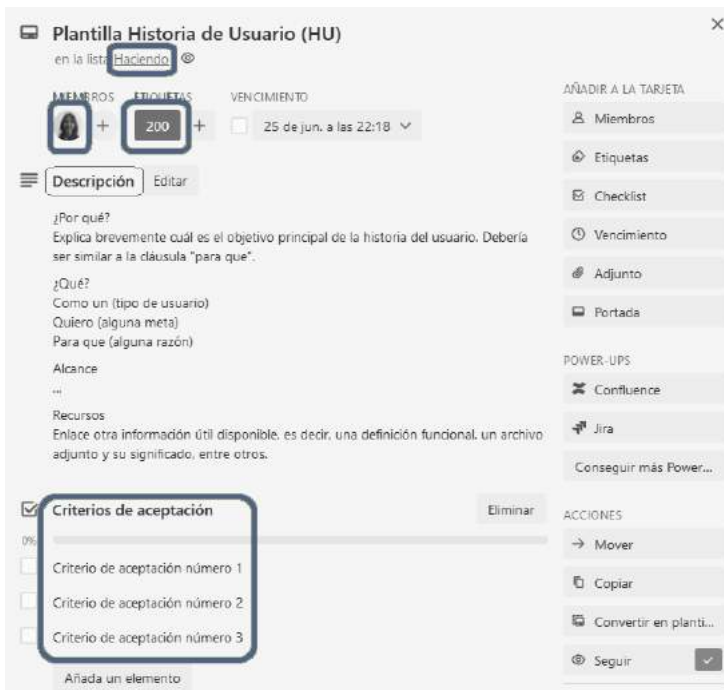 Plantilla Historia de Usuario (HU)
en la lista Haciendo
MIEMBROS ETIQUETAS VENCIMIENTO
200
25 de jun. a las 22:18
Descripción Editar
¿Por qué?
Explica brevemente cuál es el objetivo principal de la historia del usuario. Debería
ser similar a la cláusula "para que".
¿Qué?
Como un (tipo de usuario)
Quiero (alguna meta)
Para que (alguna razón)
Alcance
...
Recursos
Enlace otra información útil disponible, es decir, una definición funcional, un archivo
adjunto y su significado, entre otros.
Criterios de aceptación Eliminar
0%
Criterio de aceptación número 1
Criterio de aceptación número 2
Criterio de aceptación número 3
Añada un elemento
AÑADIR A LA TARJETA
Miembros
Etiquetas
Checklist
Vencimiento
Adjunto
Portada
POWER-UPS
Confluence
Jira
Conseguir más Power...
ACCIONES
Mover
Copiar
Convertir en planti...
Seguir